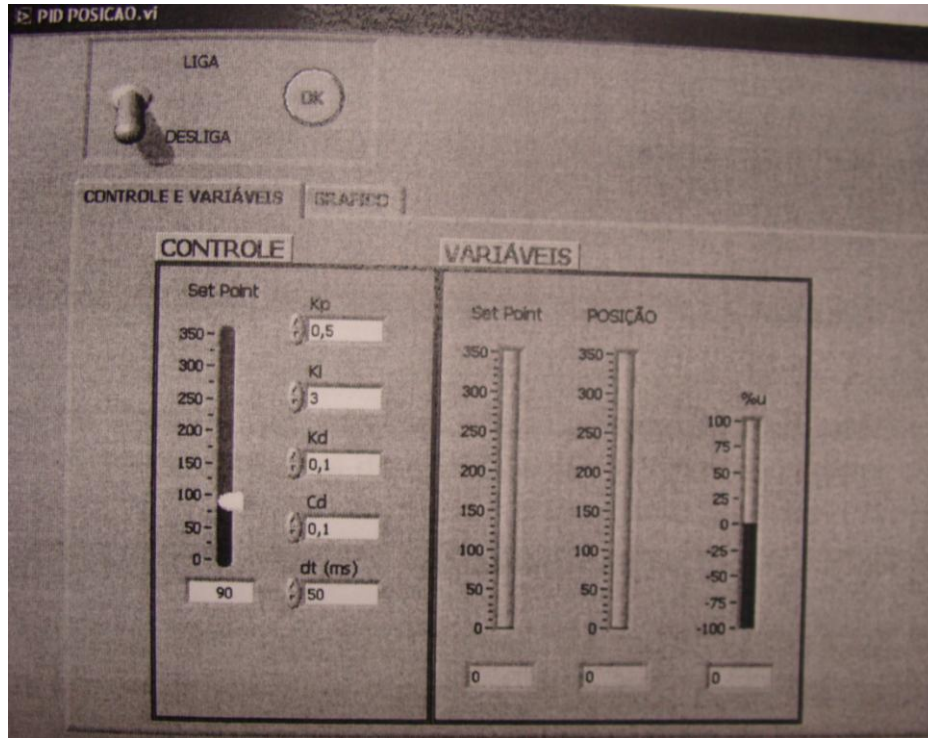 PID POSICAO.vi
LIGA
OK
DESLIGA
CONTROLE E VARIÁVEIS
GRAFICO
CONTROLE
Set Point
350
300
250
200
150
100
50
0
90
Kp
0,5
KI
3
Kd
0,1
Cd
0,1
dt (ms)
50
VARIÁVEIS
Set Point
350
300
250
200
150
100
50
0
0
POSIÇÃO
350
300
250
200
150
100
50
0
0
%u
100
75
50
25
0
-25
-50
-75
-100
0